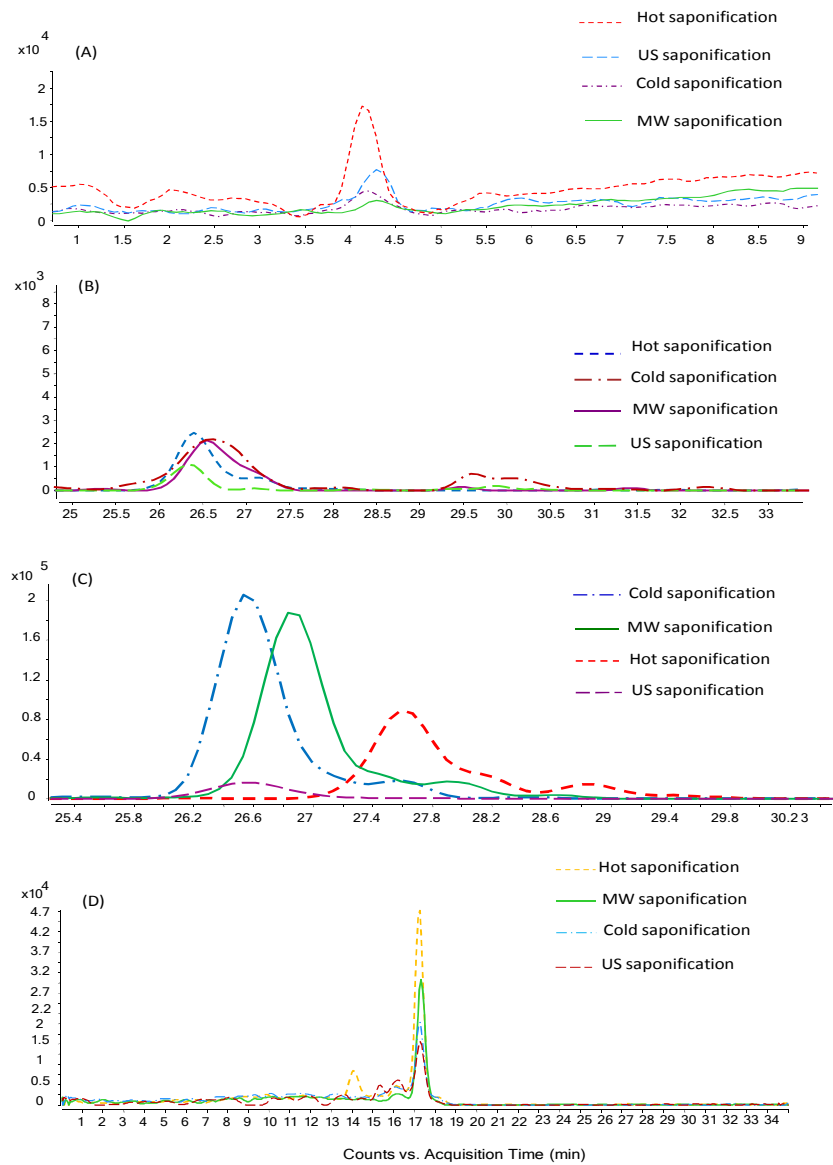 (A)
x10 4
Hot saponification
US saponification
Cold saponification
MW saponification
2
1
1.5
0.5
0
1 1.5 2 2.5 3 3.5 4 4.5 5 5.5 6 6.5 7 7.5 8 8.5 9
(B)
x10 3
Hot saponification
Cold saponification
MW saponification
US saponification
8
7
6
5
4
3
2
1
0
25 25.5 26 26.5 27 27.5 28 28.5 29 29.5 30 30.5 31 31.5 32 32.5 33
(C)
x10 5
Cold saponification
MW saponification
Hot saponification
US saponification
2
1.6
1.2
0.8
0.4
0
25.4 25.8 26.2 26.6 27 27.4 27.8 28.2 28.6 29 29.4 29.8 30.23
(D)
x10 4
Hot saponification
MW saponification
Cold saponification
US saponification
4.7
4.2
3.7
3.2
2.7
2.2
2
1.5
1
0.5
0
1 2 3 4 5 6 7 8 9 10 11 12 13 14 15 16 17 18 19 20 21 22 23 24 25 26 27 28 29 30 31 32 33 34
Counts vs. Acquisition Time (min)